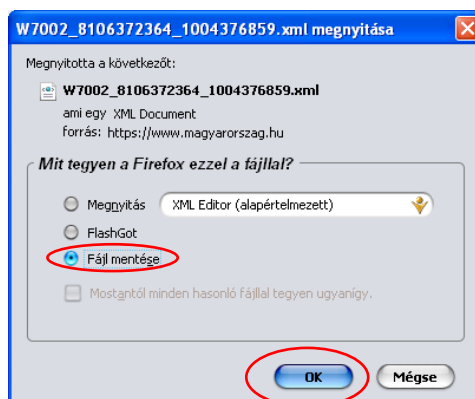 W7002_8106372364_1004376859.xml megnyitása
Megnyitotta a következőt:
W7002_8106372364_1004376859.xml
ami egy XML Document
forrás: https://www.magyarorszag.hu
Mit tegyen a Firefox ezzel a fájllal?
Megnyitás XML Editor (alapértelmezett)
FlashGot
Fájl mentése
Mostantól minden hasonló fájllal tegyen ugyanígy.
OK Mégse